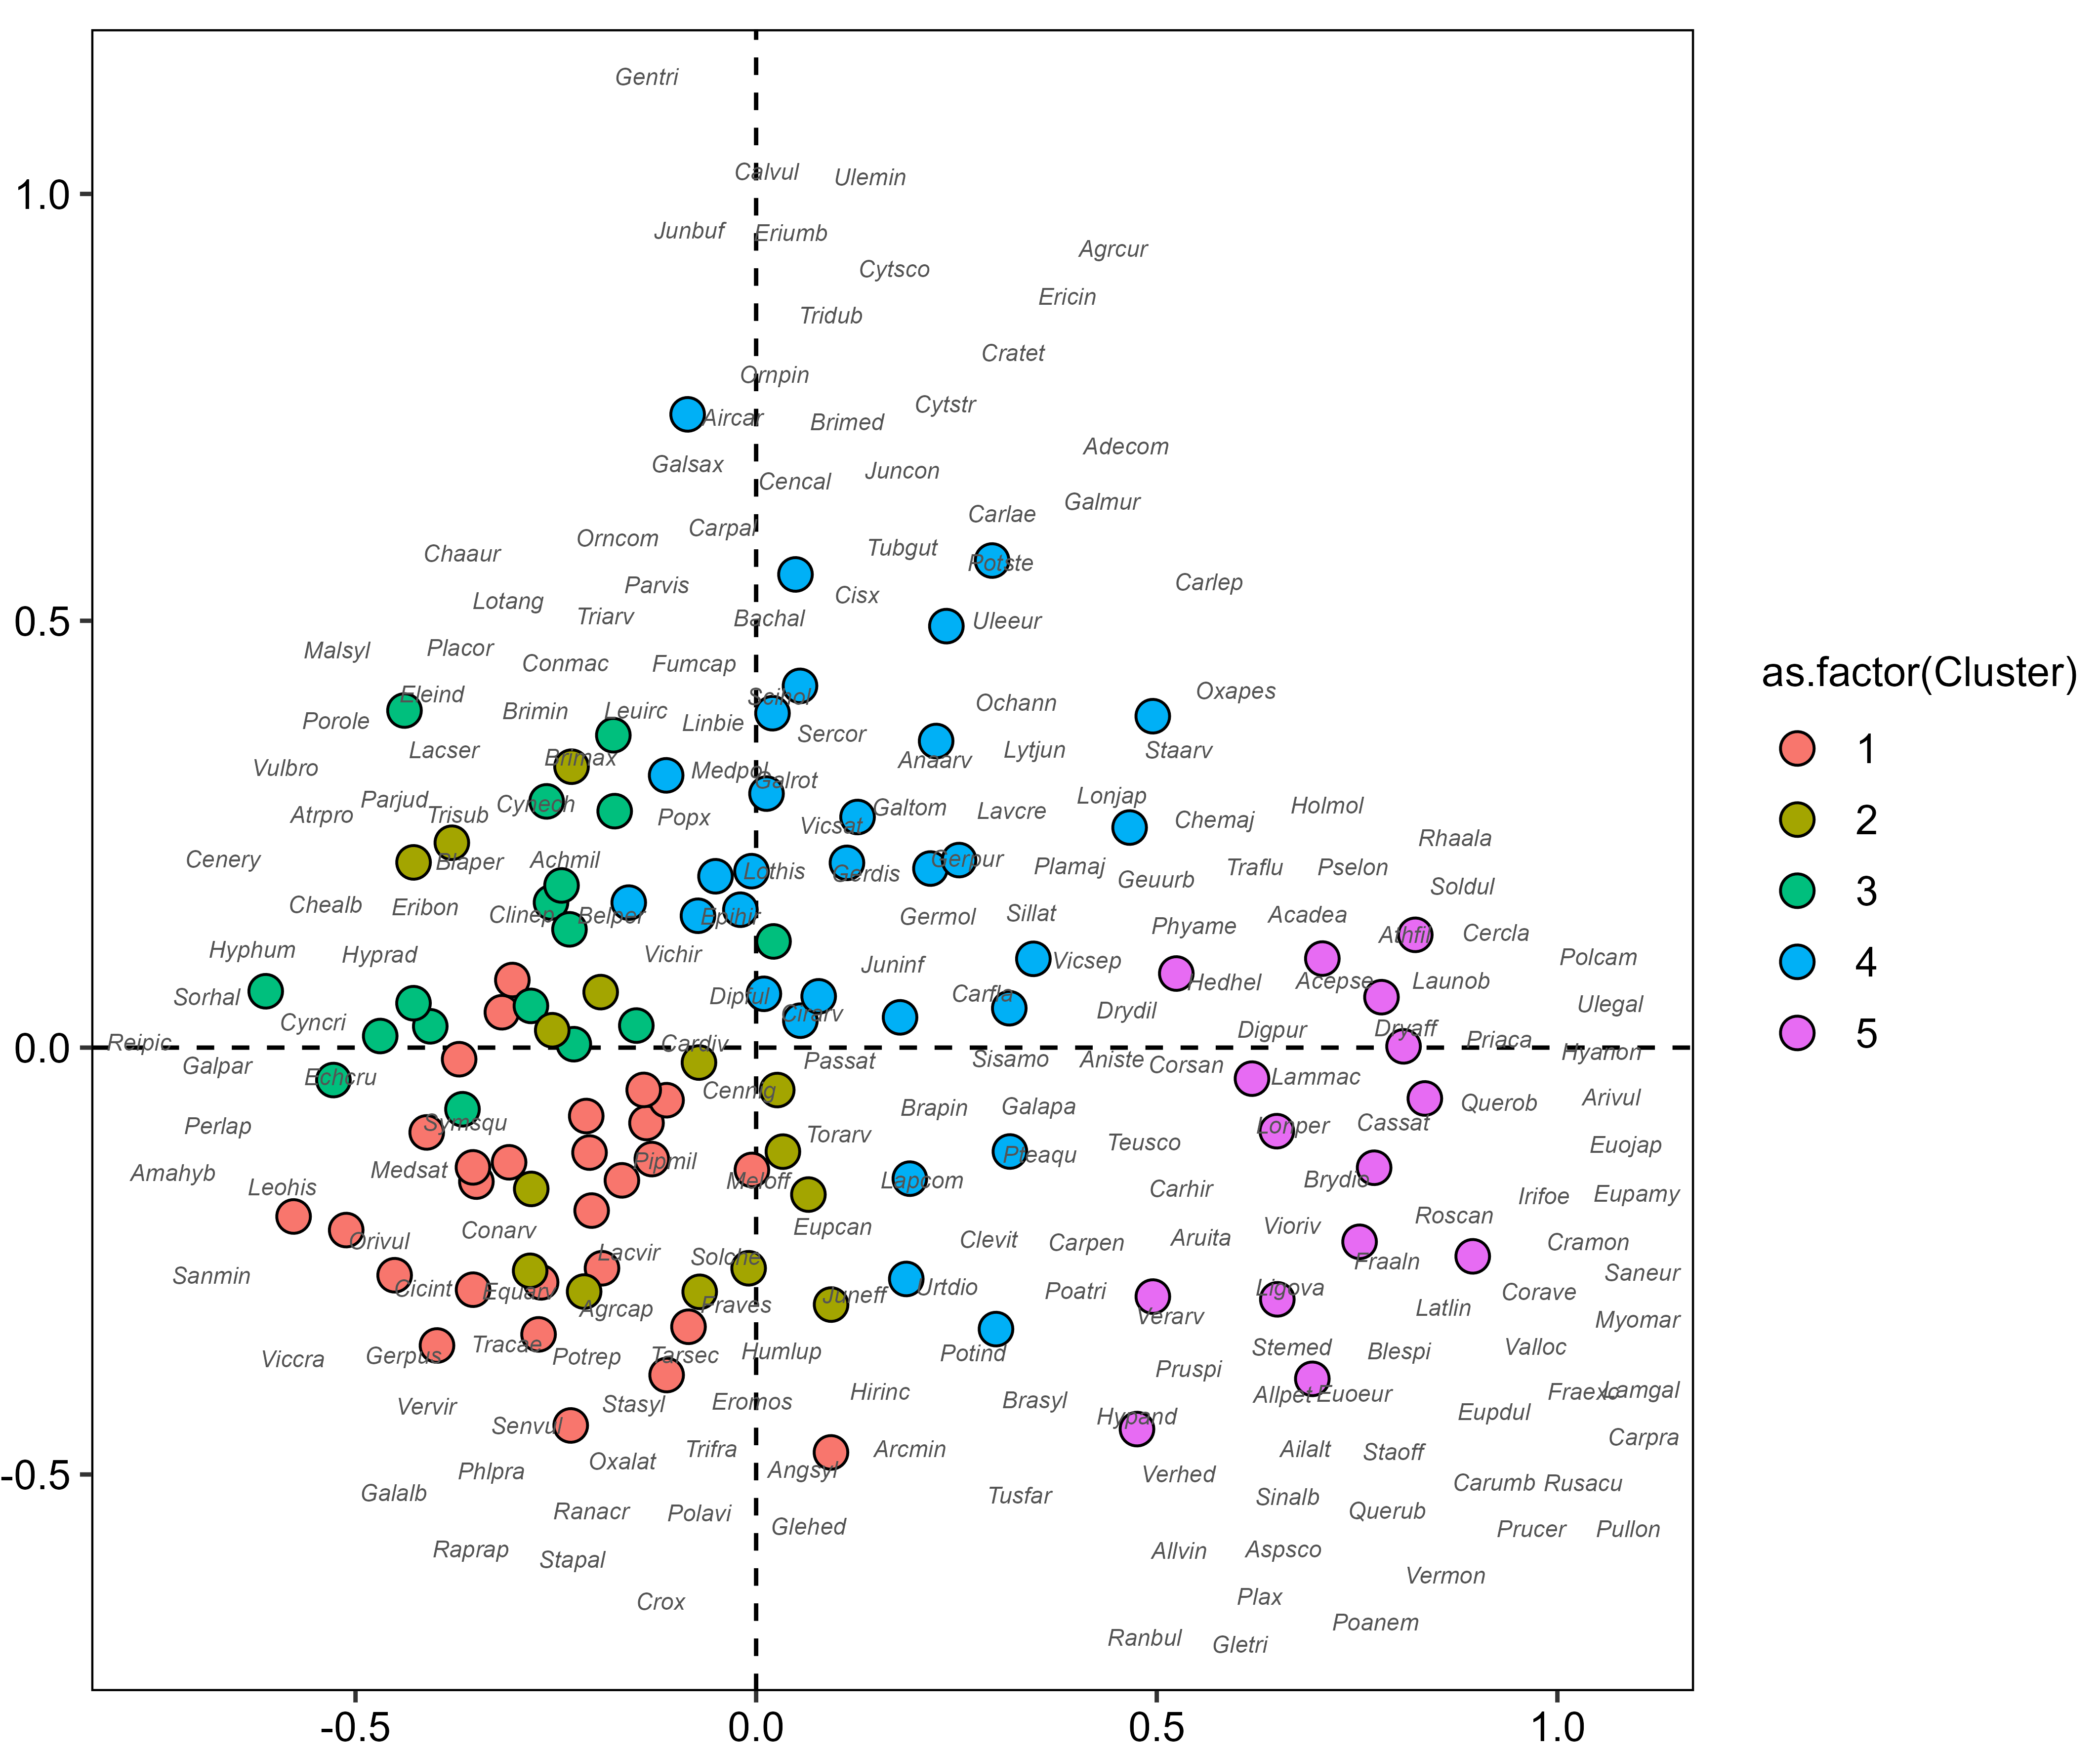 Gentri
Calvul
Ulemin
Junbuf
Eriumb
Agrcur
Cytsco
Ericin
Tridub
Cratet
Ornpin
Cytstr
Aircar
Brimed
Adecom
Galsax
Juncon
Cencal
Galmur
Carlae
Carpal
Orncom
Tubgut
Chaaur
Potste
Carlep
Parvis
Cisx
Lotang
Triarv
Bachal
Uleeur
Malsyl
Placor
Conmac
Fumcap
Eleind
Oxapes
Ochann
Brimin
Leuirc
Porole
Linbie
Sercor
Lacser
Lytjun
Staarv
Brimax
Anaarv
Vulbro
Medpol
Galrot
Parjud
Cynech
Lonjap
Holmol
Galtom
Lavcre
Atrpro
Trisub
Popx
Chemaj
Vicsat
Rhaala
Cenery
Blaper
Achmil
Gerpur
Plamaj
Traflu
Pselon
Lothis
Gerdis
Geuurb
Soldul
Chealb
Eribon
Clinep
Belper
Epihir
Germol
Sillat
Acadea
Phyame
Athfil
Cercla
Hyphum
Hyprad
Vichir
Juninf
Vicsep
Polcam
Sorhal
Dipful
Carfla
Hedhel
Acepse
Launob
Cyncri
Cirarv
Drydil
Ulegal
Reipic
Cardiv
Digpur
Dryaff
Priaca
Galpar
Passat
Sisamo
Aniste
Corsan
Hyanon
Echcru
Cennig
Lammac
Brapin
Galapa
Querob
Arivul
Perlap
Symsqu
Torarv
Teusco
Lonper
Cassat
Euojap
Amahyb
Medsat
Pipmil
Meloff
Lapcom
Pteaqu
Carhir
Brydio
Leohis
Irifoe
Eupamy
Conarv
Eupcan
Vioriv
Roscan
Orivul
Lacvir
Solche
Clevit
Carpen
Aruita
Cramon
Sanmin
Cicint
Equarv
Agrcap
Fraves
Juneff
Urtdio
Poatri
Verarv
Ligova
Fraaln
Latlin
Corave
Saneur
Myomar
Viccra
Gerpus
Tracae
Potrep
Tarsec
Humlup
Potind
Pruspi
Stemed
Blespi
Valloc
Vervir
Senvul
Stasyl
Eromos
Hirinc
Brasyl
Hypand
Allpet
Euoeur
Eupdul
Fraexc
Lamgal
Galalb
Phlpra
Oxalat
Trifra
Angsyl
Arcmin
Tusfar
Verhed
Ailalt
Staoff
Carpra
Ranacr
Polavi
Glehed
Sinalb
Querub
Carumb
Rusacu
Raprap
Stapal
Allvin
Aspsco
Prucer
Pullon
Crox
Plax
Vermon
Ranbul
Gletri
Poanem
1.0
0.5
0.0
-0.5
-0.5
0.0
0.5
1.0
as.factor(Cluster)
1
2
3
4
5